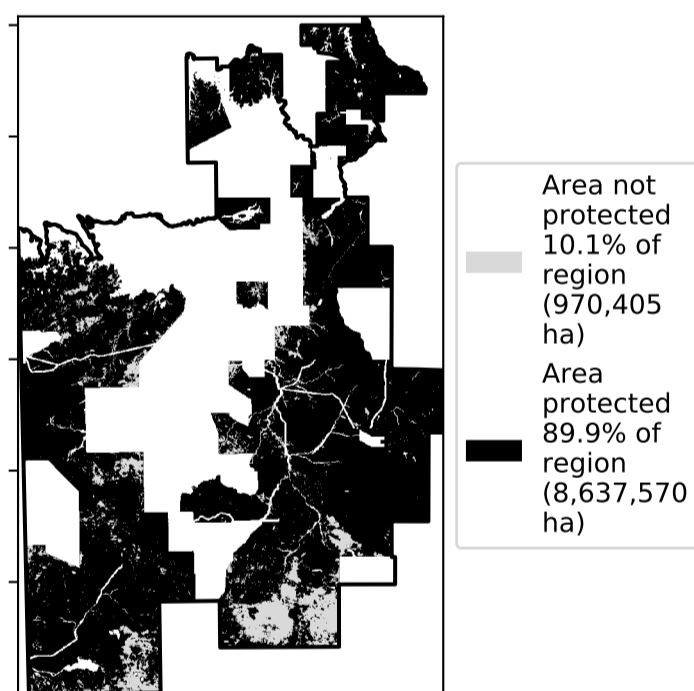 Area not
protected
10.1% of
region
(970,405
ha)
Area
protected
89.9% of
region
(8,637,570
ha)